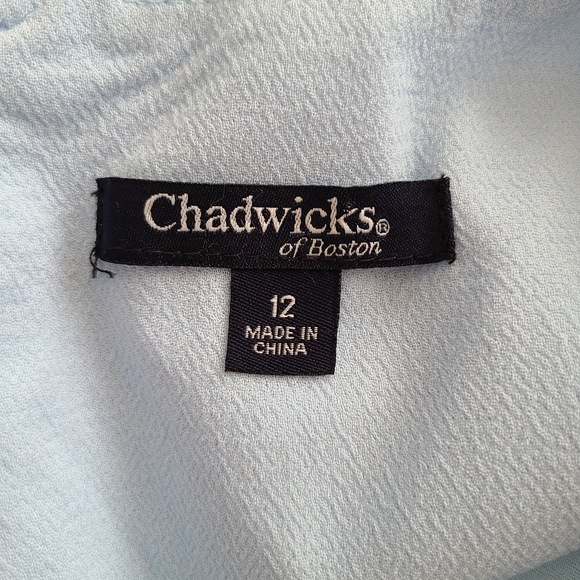 Chadwicks®
of Boston
12
MADE IN
CHINA